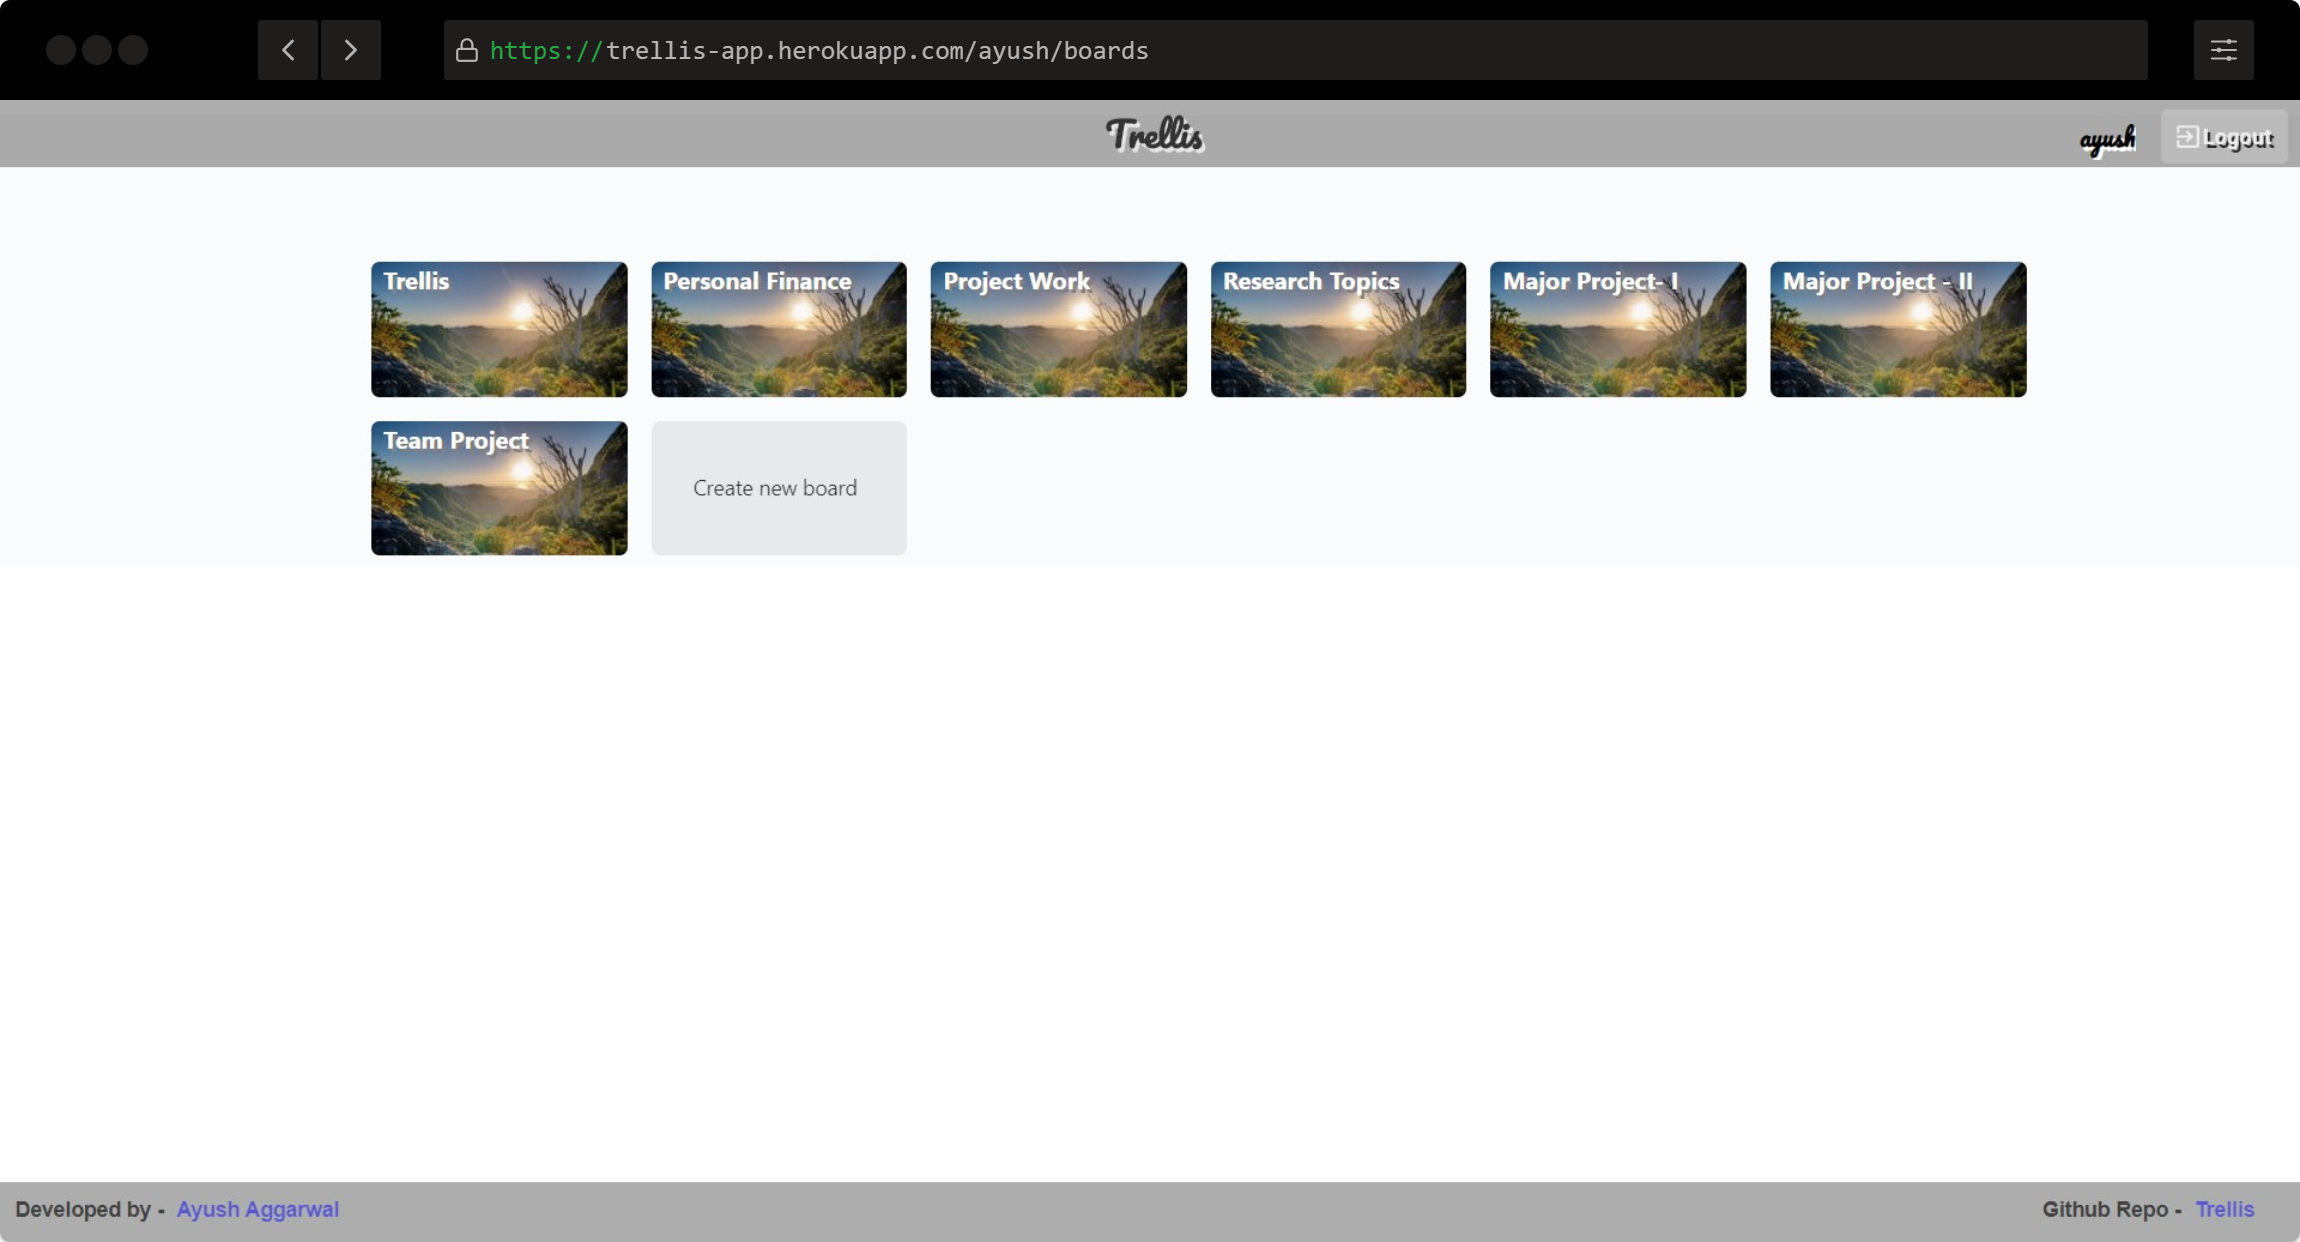 https://trellis-app.herokuapp.com/ayush/boards
Trellis
ayush
Logout
Trellis
Personal Finance
Project Work
Research Topics
Major Project- I
Major Project - II
Team Project
Create new board
Developed by - Ayush Aggarwal
Github Repo - Trellis